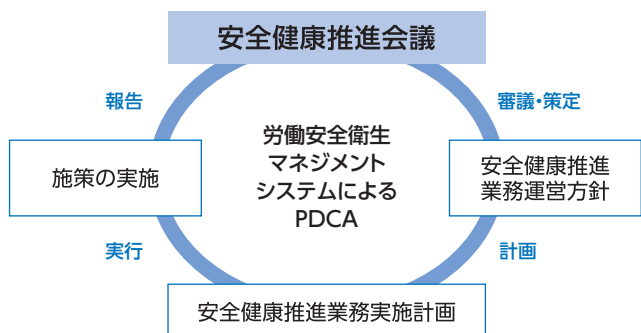 安全健康推進会議
報告
審議・策定
労働安全衛生
マネジメント
システムによる
PDCA
施策の実施
安全健康推進
業務運営方針
実行
計画
安全健康推進業務実施計画